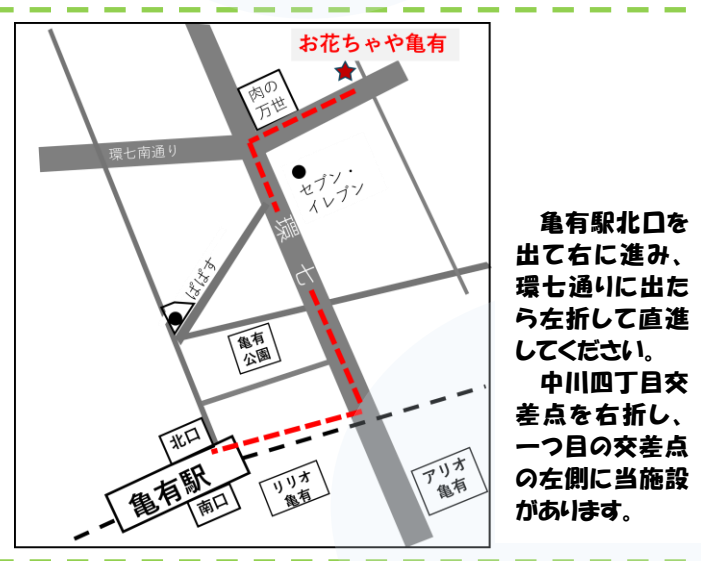 お花ちゃや亀有
肉の
万世
環七南通り
セブン・
イレブン
環七
ぱぱす
亀有
公園
北口
亀有駅
南口
リリオ
亀有
アリオ
亀有
亀有駅北口を
出て右に進み、
環七通りに出た
ら左折して直進
してください。
中川四丁目交
差点を右折し、
一つ目の交差点
の左側に当施設
があります。